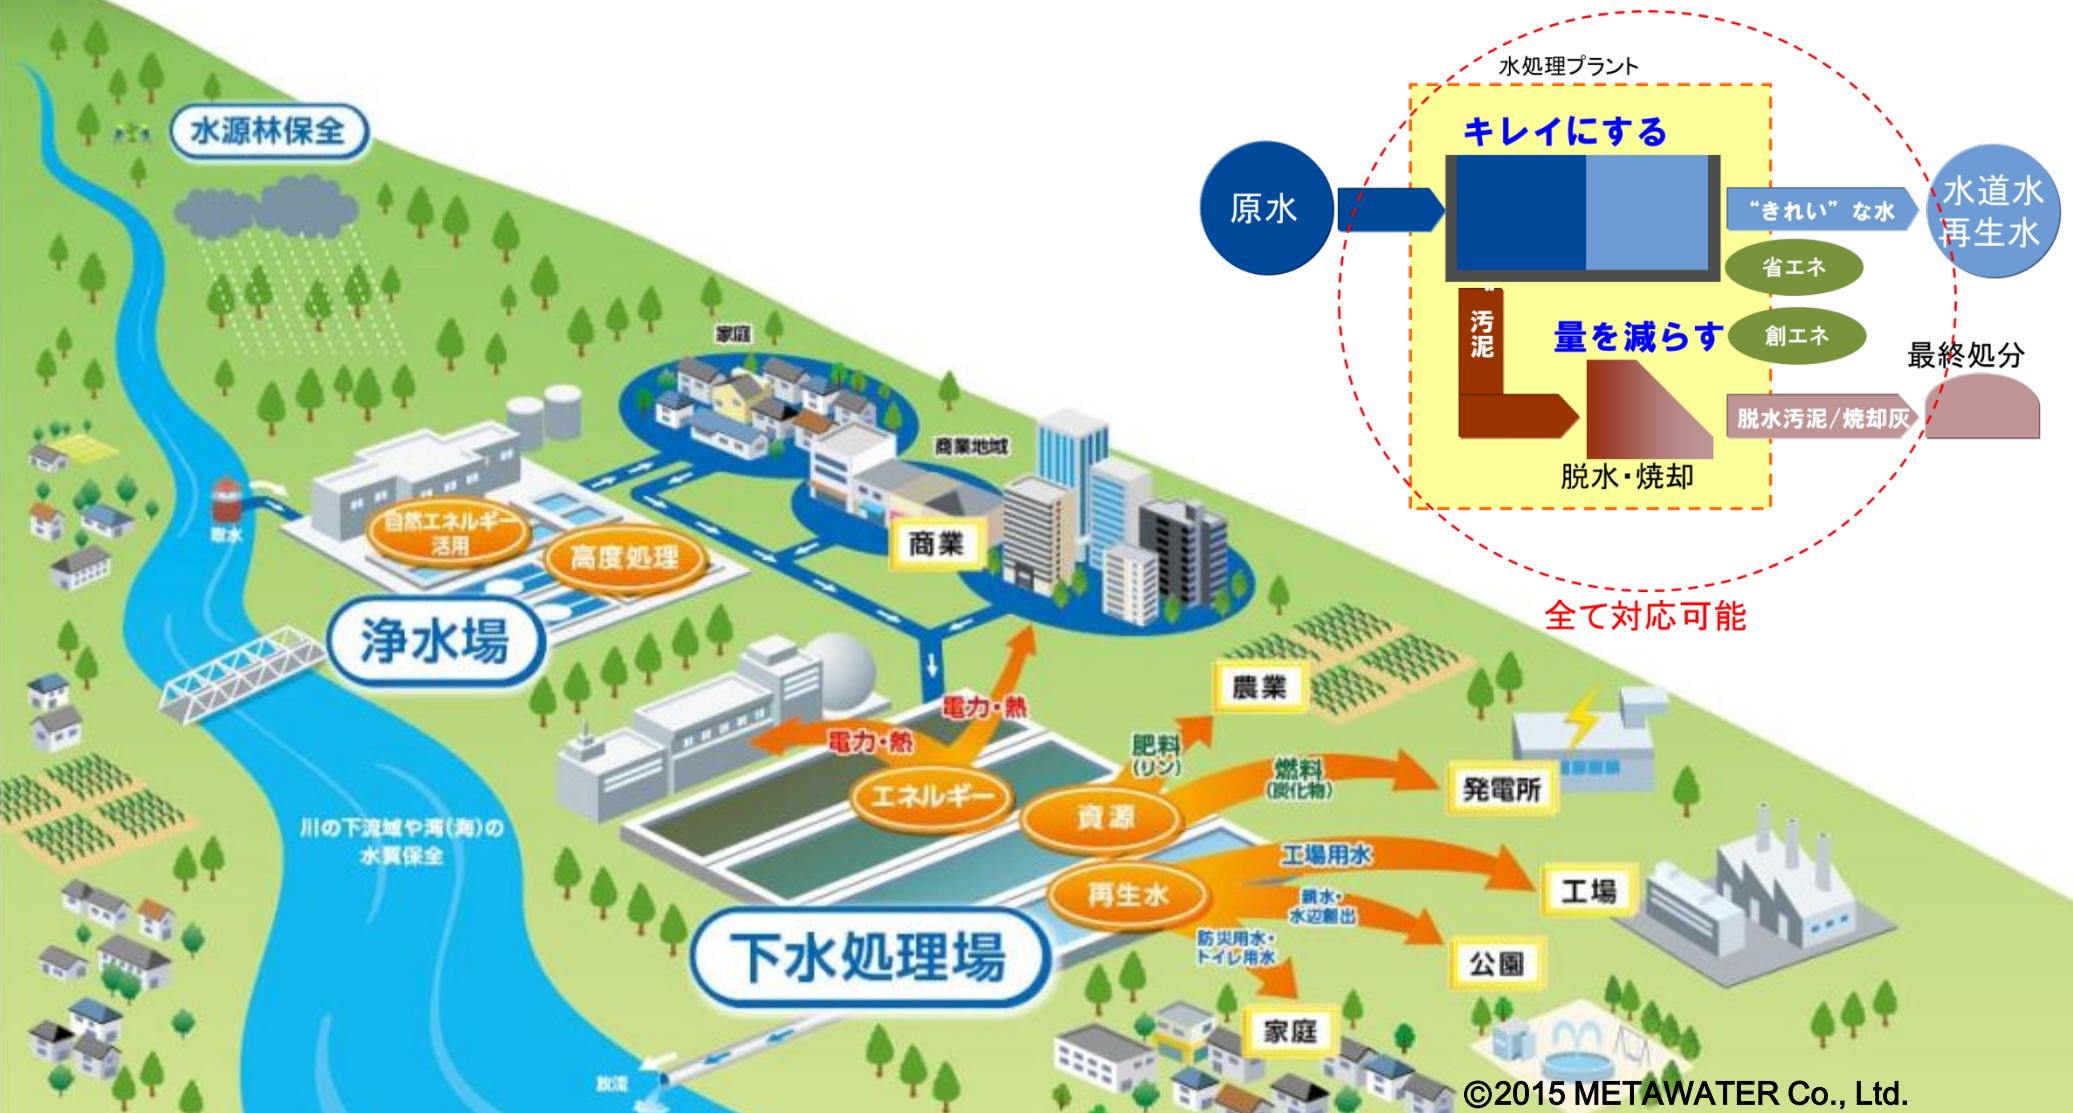 水源林保全
家庭
商業地域
取水
自然エネルギー
活用
高度処理
浄水場
商業
電力・熱
電力・熱
エネルギー
資源
再生水
肥料
(リン)
農業
燃料
(炭化物)
発電所
工場用水
工場
親水・
水辺創出
公園
防災用水・
トイレ用水
家庭
下水処理場
川の下流域や湾(海)の
水質保全
放流
水処理プラント
キレイにする
原水
“きれい” な水
水道水
再生水
省エネ
創エネ
汚
泥
量を減らす
最終処分
脱水汚泥/焼却灰
脱水・焼却
全て対応可能
©2015 METAWATER Co., Ltd.